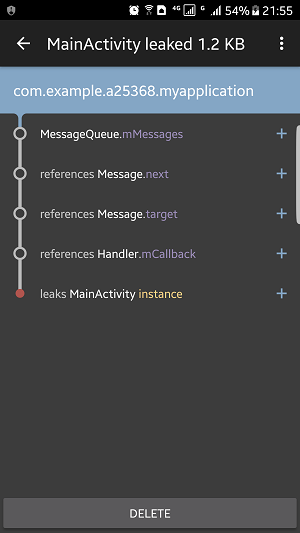 4G G 54% 21:55
MainActivity leaked 1.2 KB
com.example.a25368.myapplication
MessageQueue.mMessages +
references Message.next +
references Message.target +
references Handler.mCallback +
leaks MainActivity instance +
DELETE